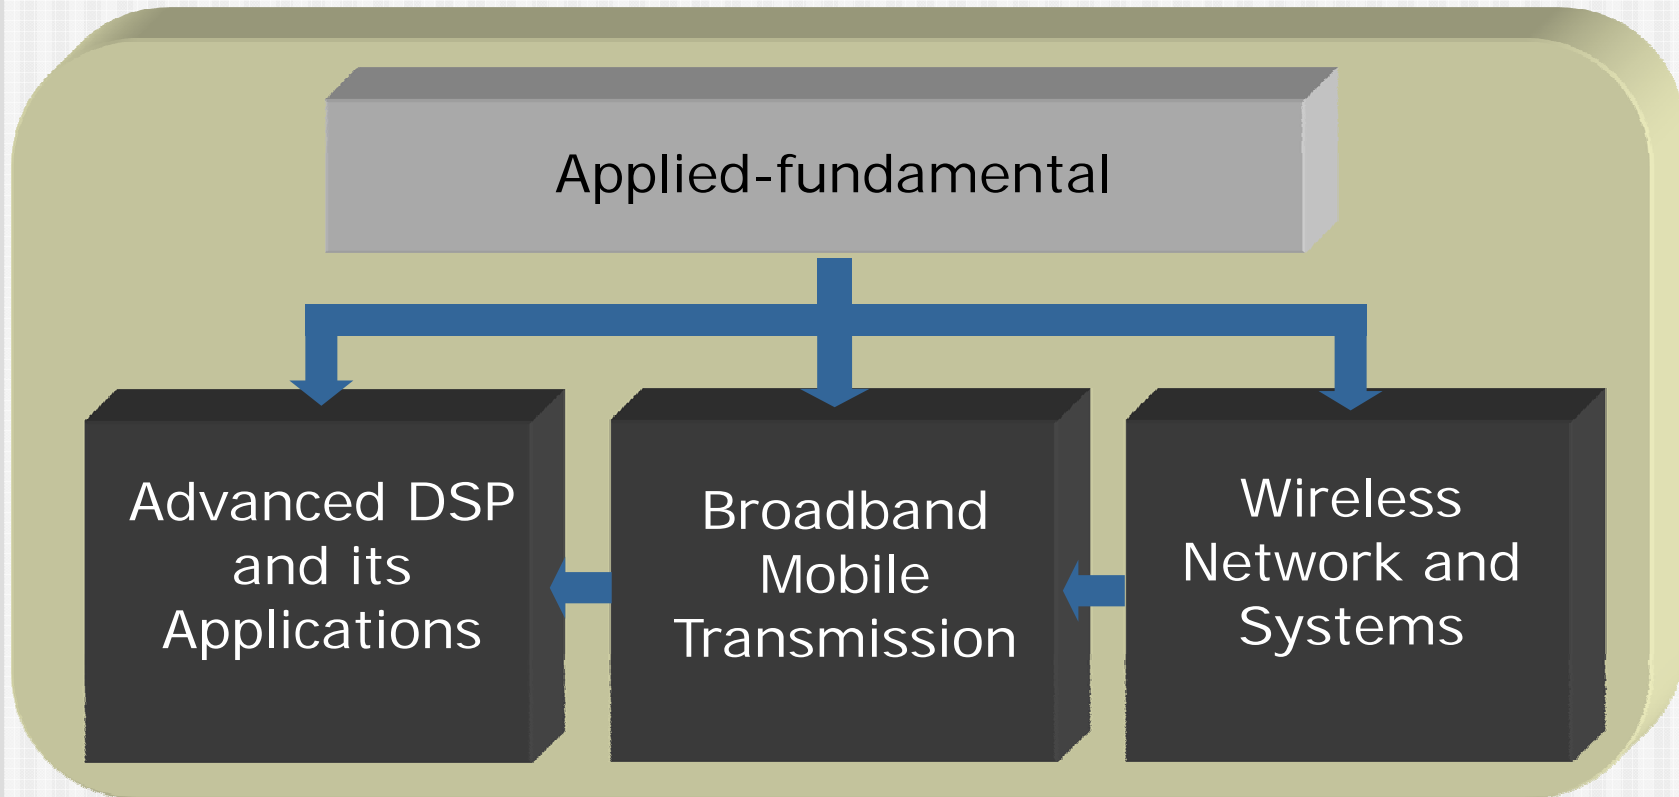 Applied-fundamental
Advanced DSP
and its
Applications
Broadband
Mobile
Transmission
Wireless
Network and
Systems